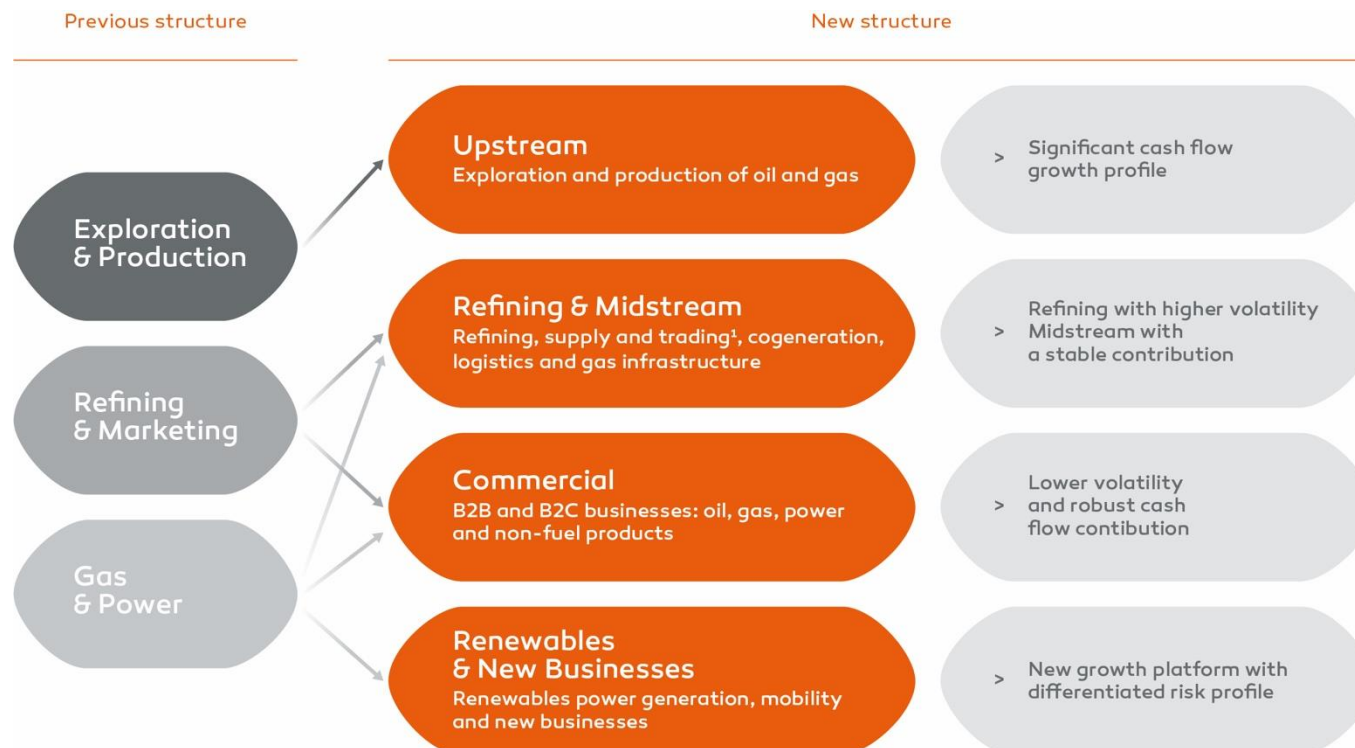 Previous structure
New structure
Exploration
& Production
Refining
& Marketing
Gas
& Power
Upstream
Exploration and production of oil and gas
> Significant cash flow
growth profile
Refining & Midstream
Refining, supply and trading¹, cogeneration,
logistics and gas infrastructure
> Refining with higher volatility
Midstream with
a stable contribution
Commercial
B2B and B2C businesses: oil, gas, power
and non-fuel products
> Lower volatility
and robust cash
flow contibution
Renewables
& New Businesses
Renewables power generation, mobility
and new businesses
> New growth platform with
differentiated risk profile